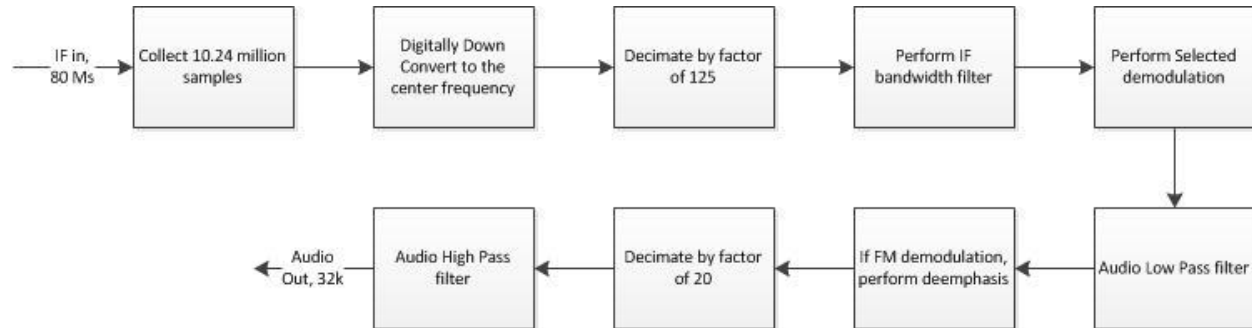 IF in,
80 Ms
Collect 10.24 million
samples
Digitally Down
Convert to the
center frequency
Decimate by factor
of 125
Perform IF
bandwidth filter
Perform Selected
demodulation
Audio
Out, 32k
Audio High Pass
filter
Decimate by factor
of 20
If FM demodulation,
perform deemphasis
Audio Low Pass filter